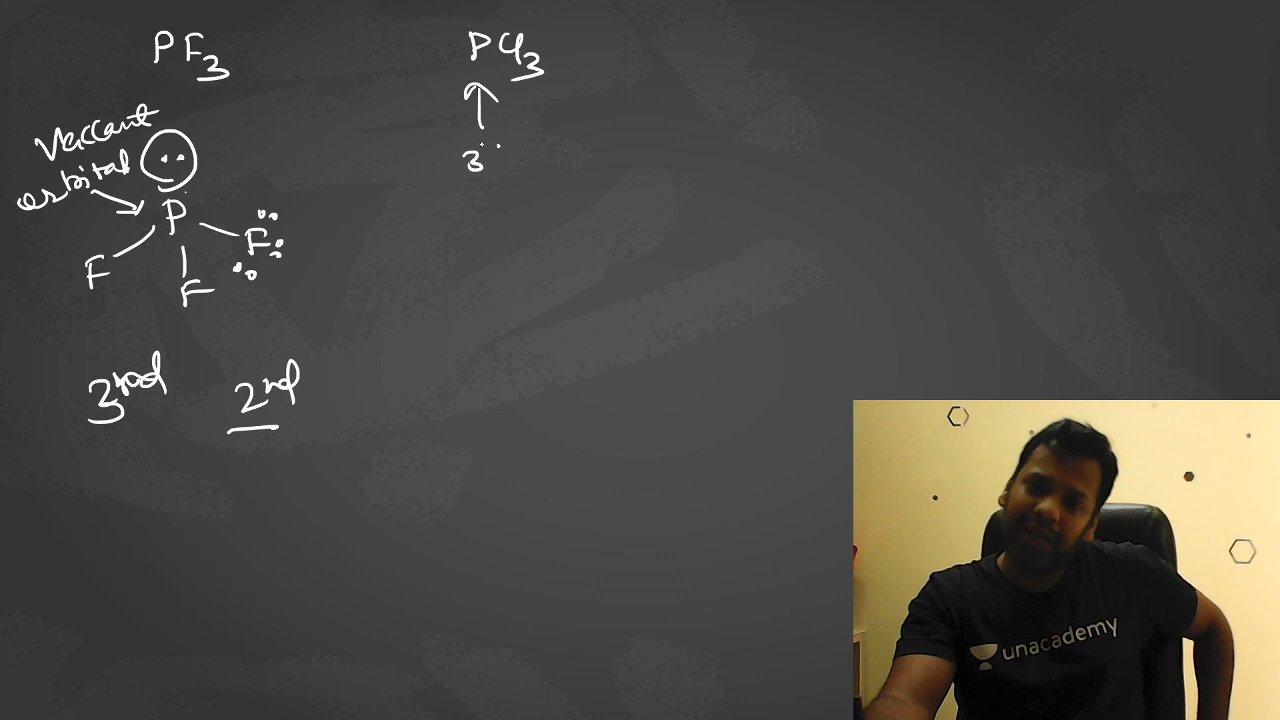 PF3
PCl3
Vaccant
orbital
P
F
F
F
3
3rd
2nd
unacademy